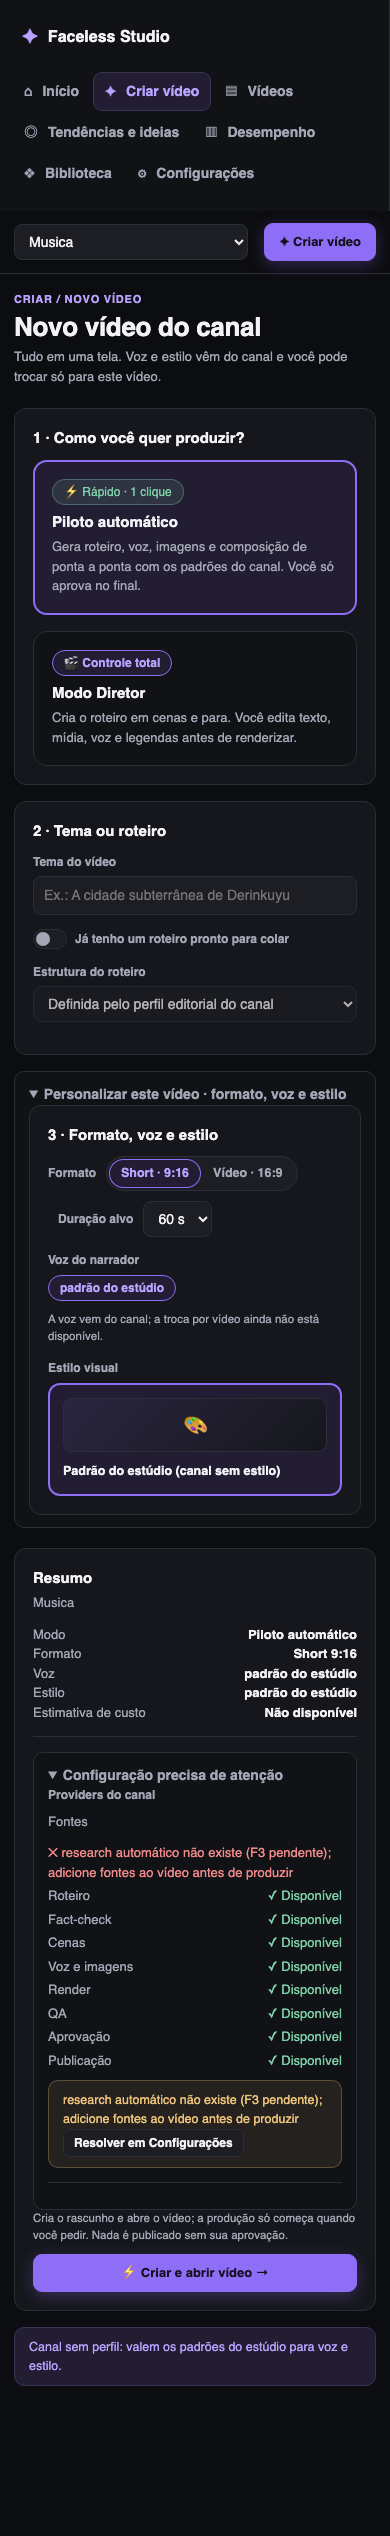 Faceless Studio
Início
Criar vídeo
Vídeos
Tendências e ideias
Desempenho
Biblioteca
Configurações
Musica
Criar vídeo
CRIAR / NOVO VÍDEO
Novo vídeo do canal
Tudo em uma tela. Voz e estilo vêm do canal e você pode
trocar só para este vídeo.
1 · Como você quer produzir?
⚡ Rápido · 1 clique
Piloto automático
Gera roteiro, voz, imagens e composição de
ponta a ponta com os padrões do canal. Você só
aprova no final.
🎬 Controle total
Modo Diretor
Cria o roteiro em cenas e para. Você edita texto,
mídia, voz e legendas antes de renderizar.
2 · Tema ou roteiro
Tema do vídeo
Ex.: A cidade subterrânea de Derinkuyu
Já tenho um roteiro pronto para colar
Estrutura do roteiro
Definida pelo perfil editorial do canal
▼ Personalizar este vídeo · formato, voz e estilo
3 · Formato, voz e estilo
Formato
Short · 9:16
Vídeo · 16:9
Duração alvo
60 s
Voz do narrador
padrão do estúdio
A voz vem do canal; a troca por vídeo ainda não está
disponível.
Estilo visual
Padrão do estúdio (canal sem estilo)
Resumo
Musica
Modo Piloto automático
Formato Short 9:16
Voz padrão do estúdio
Estilo padrão do estúdio
Estimativa de custo Não disponível
▼ Configuração precisa de atenção
Providers do canal
Fontes
✕ research automático não existe (F3 pendente);
adicione fontes ao vídeo antes de produzir
Roteiro ✓ Disponível
Fact-check ✓ Disponível
Cenas ✓ Disponível
Voz e imagens ✓ Disponível
Render ✓ Disponível
QA ✓ Disponível
Aprovação ✓ Disponível
Publicação ✓ Disponível
research automático não existe (F3 pendente);
adicione fontes ao vídeo antes de produzir
Resolver em Configurações
Cria o rascunho e abre o vídeo; a produção só começa quando
você pedir. Nada é publicado sem sua aprovação.
⚡ Criar e abrir vídeo →
Canal sem perfil: valem os padrões do estúdio para voz e
estilo.